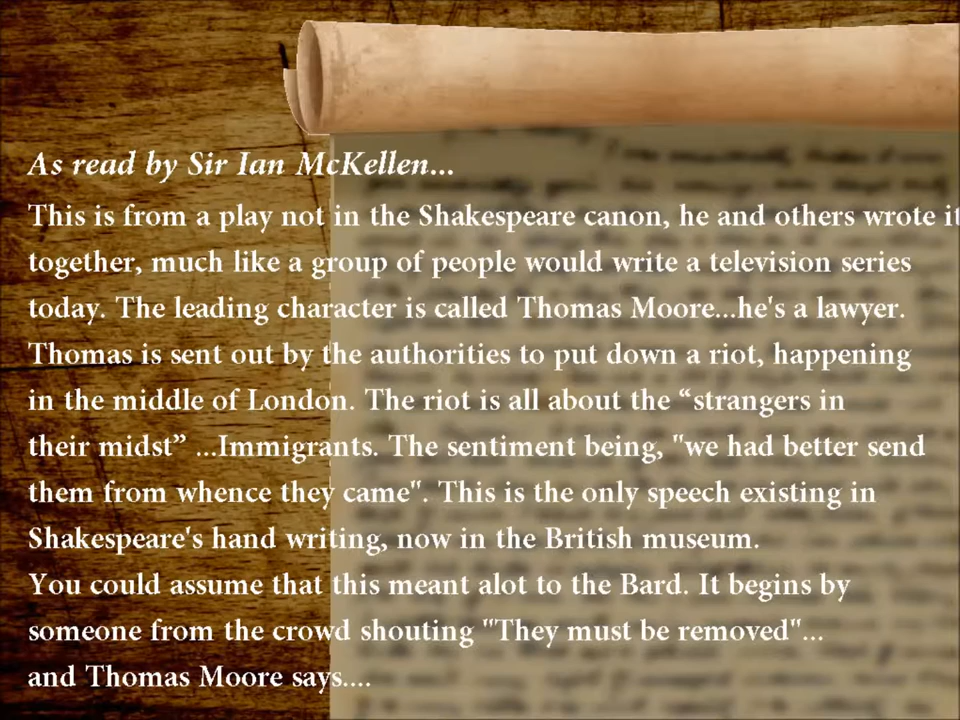 As read by Sir Ian McKellen...
This is from a play not in the Shakespeare canon, he and others wrote it
together, much like a group of people would write a television series
today. The leading character is called Thomas Moore...he's a lawyer.
Thomas is sent out by the authorities to put down a riot, happening
in the middle of London. The riot is all about the “strangers in
their midst” ...Immigrants. The sentiment being, "we had better send
them from whence they came". This is the only speech existing in
Shakespeare's hand writing, now in the British museum.
You could assume that this meant alot to the Bard. It begins by
someone from the crowd shouting "They must be removed"...
and Thomas Moore says....